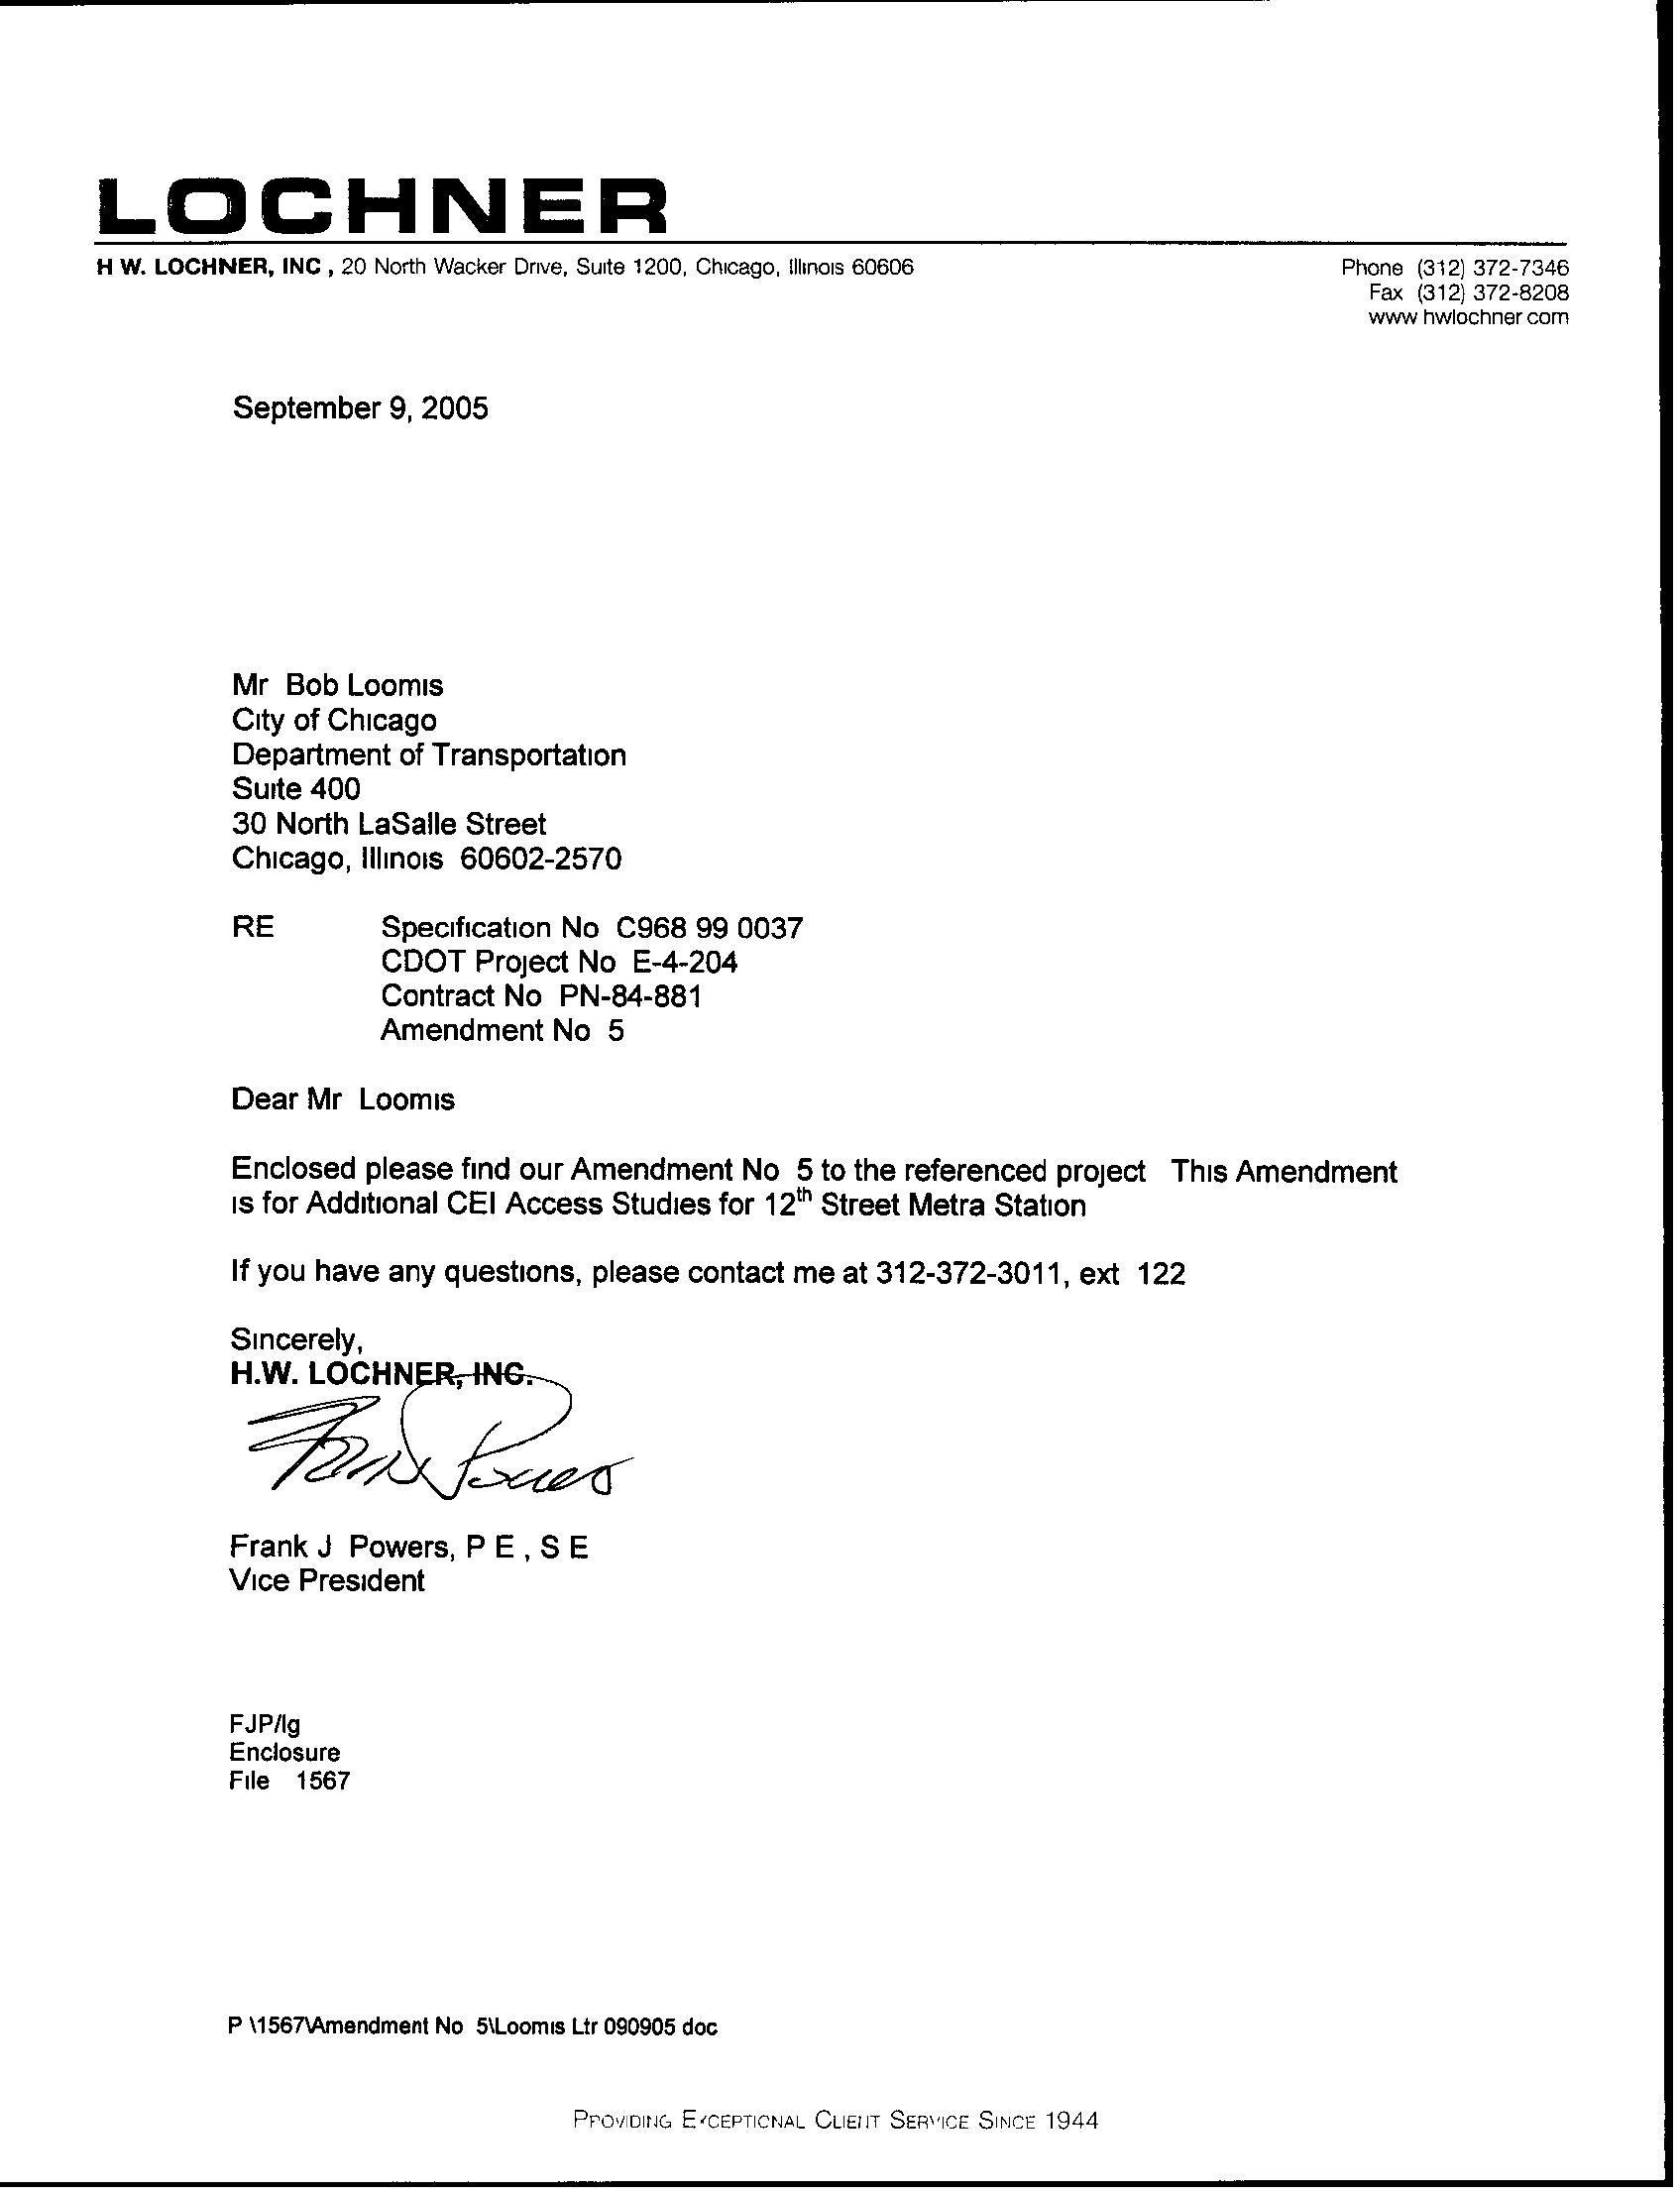 LOCHNER
H W. LOCHNER, INC , 20 North Wacker Drive, Suite 1200, Chicago, Illinois 60606
Phone (312) 372-7346
Fax (312) 372-8208
www hwlochner com
September 9, 2005
Mr Bob Loomis
City of Chicago
Department of Transportation
Suite 400
30 North LaSalle Street
Chicago, Illinois 60602-2570
RE Specification No C968 99 0037
CDOT Project No E-4-204
Contract No PN-84-881
Amendment No 5
Dear Mr Loomis
Enclosed please find our Amendment No 5 to the referenced project This Amendment
is for Additional CEI Access Studies for 12th Street Metra Station
If you have any questions, please contact me at 312-372-3011, ext 122
Sincerely,
H.W. LOCHNER, INC.
Frank Powers
Frank J Powers, P E , S E
Vice President
FJP/lg
Enclosure
File 1567
P \1567\Amendment No 5\Loomis Ltr 090905 doc
PROVIDING EXCEPTIONAL CLIENT SERVICE SINCE 1944